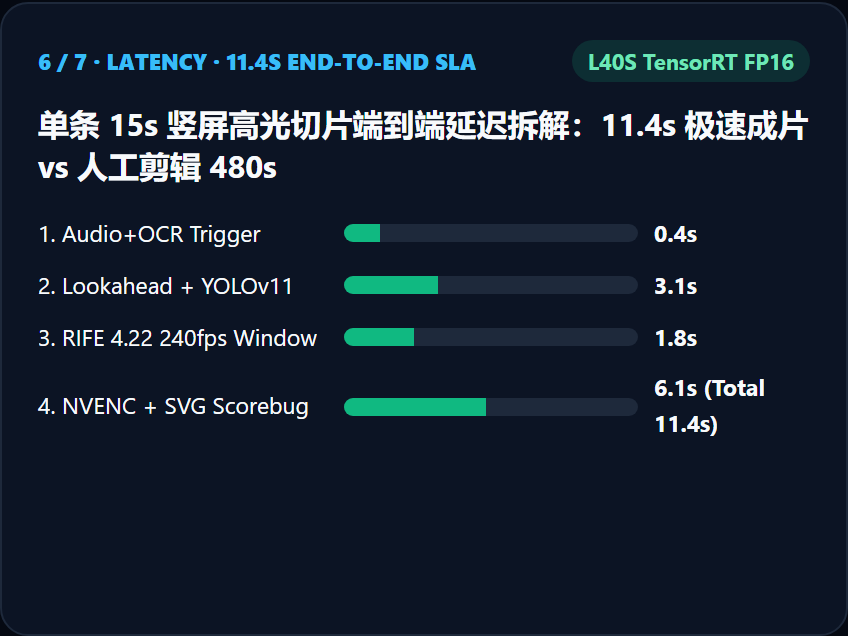 6 / 7 · LATENCY · 11.4S END-TO-END SLA
L40S TensorRT FP16
单条 15s 竖屏高光切片端到端延迟拆解：11.4s 极速成片
vs 人工剪辑 480s
1. Audio+OCR Trigger
0.4s
2. Lookahead + YOLOv11
3.1s
3. RIFE 4.22 240fps Window
1.8s
4. NVENC + SVG Scorebug
6.1s (Total
11.4s)